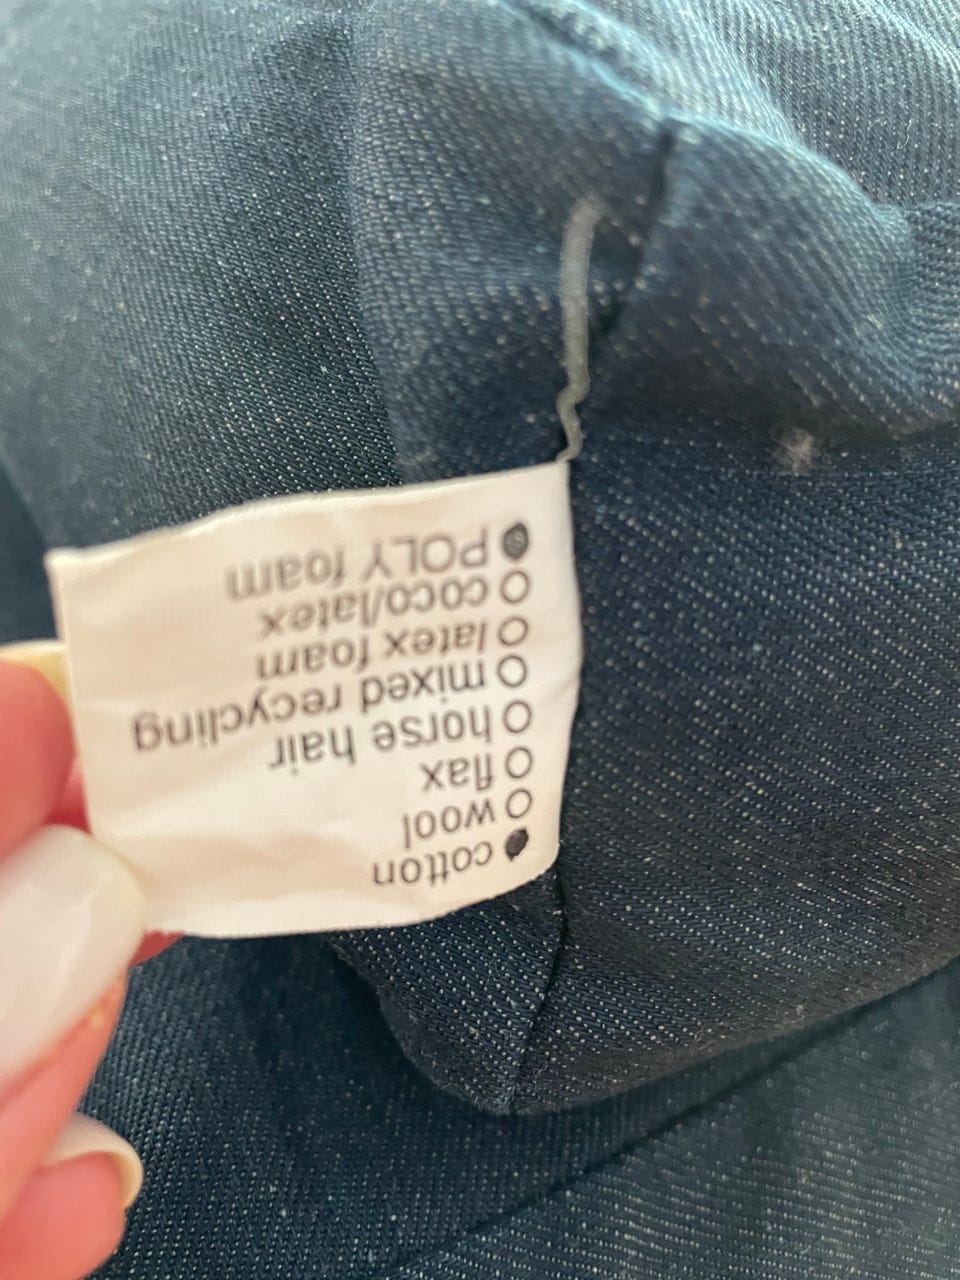 ● cotton
○ wool
○ flax
○ horse hair
○ mixed recycling
○ latex foam
○ coco/latex
● POLY foam